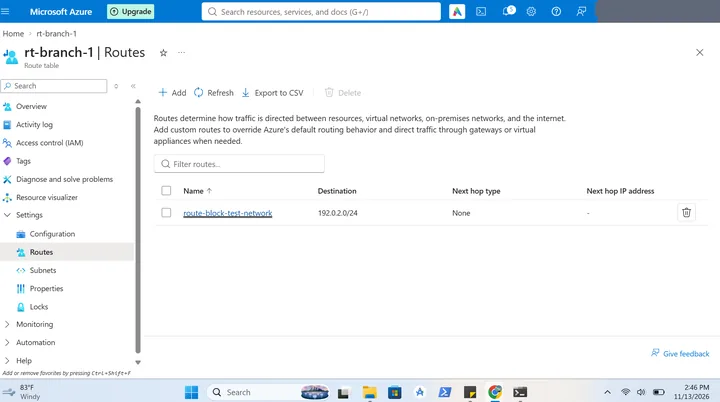 Microsoft Azure
Upgrade
Search resources, services, and docs (G+/)
5
Home > rt-branch-1 >
rt-branch-1 | Routes
Route table
Search
Overview
Activity log
Access control (IAM)
Tags
Diagnose and solve problems
Resource visualizer
Settings
Configuration
Routes
Subnets
Properties
Locks
Monitoring
Automation
Help
Add or remove favorites by pressing Ctrl+Shift+F
Add
Refresh
Export to CSV
Delete
Routes determine how traffic is directed between resources, virtual networks, on-premises networks, and the internet.
Add custom routes to override Azure's default routing behavior and direct traffic through gateways or virtual
appliances when needed.
Filter routes...
Name ↑ Destination Next hop type Next hop IP address
route-block-test-network 192.0.2.0/24 None -
Give feedback
83°F
Windy
Search
2:46 PM
11/13/2026